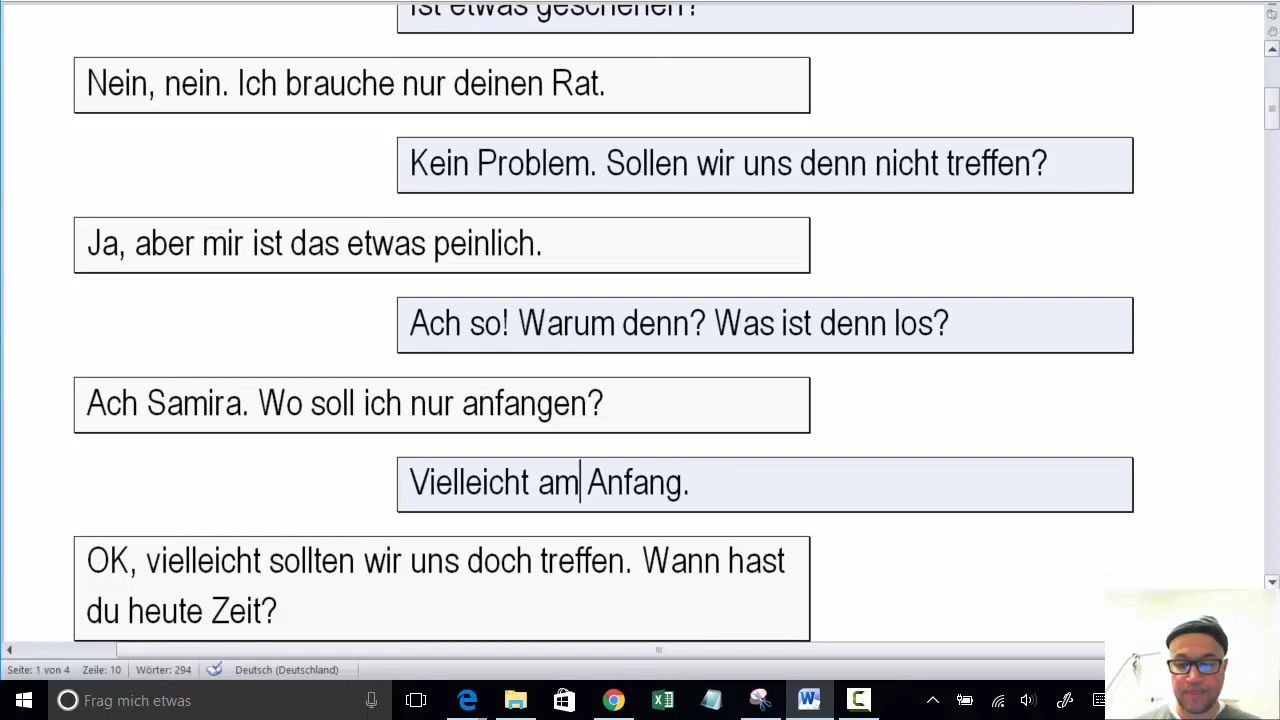 Ist etwas geschehen?
Nein, nein. Ich brauche nur deinen Rat.
Kein Problem. Sollen wir uns denn nicht treffen?
Ja, aber mir ist das etwas peinlich.
Ach so! Warum denn? Was ist denn los?
Ach Samira. Wo soll ich nur anfangen?
Vielleicht am Anfang.
OK, vielleicht sollten wir uns doch treffen. Wann hast
du heute Zeit?
Seite: 1 von 4 Zeile: 10 Wörter: 294 Deutsch (Deutschland)
Frag mich etwas